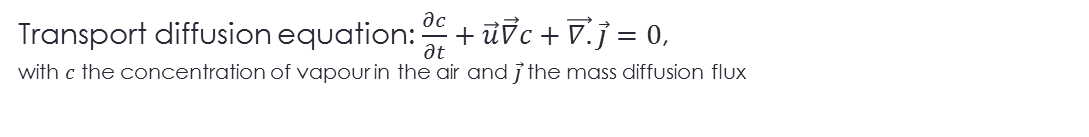 Transport diffusion equation: ∂c/∂t + u⃗∇⃗c + ∇⃗.j⃗ = 0,
with c the concentration of vapour in the air and j⃗ the mass diffusion flux